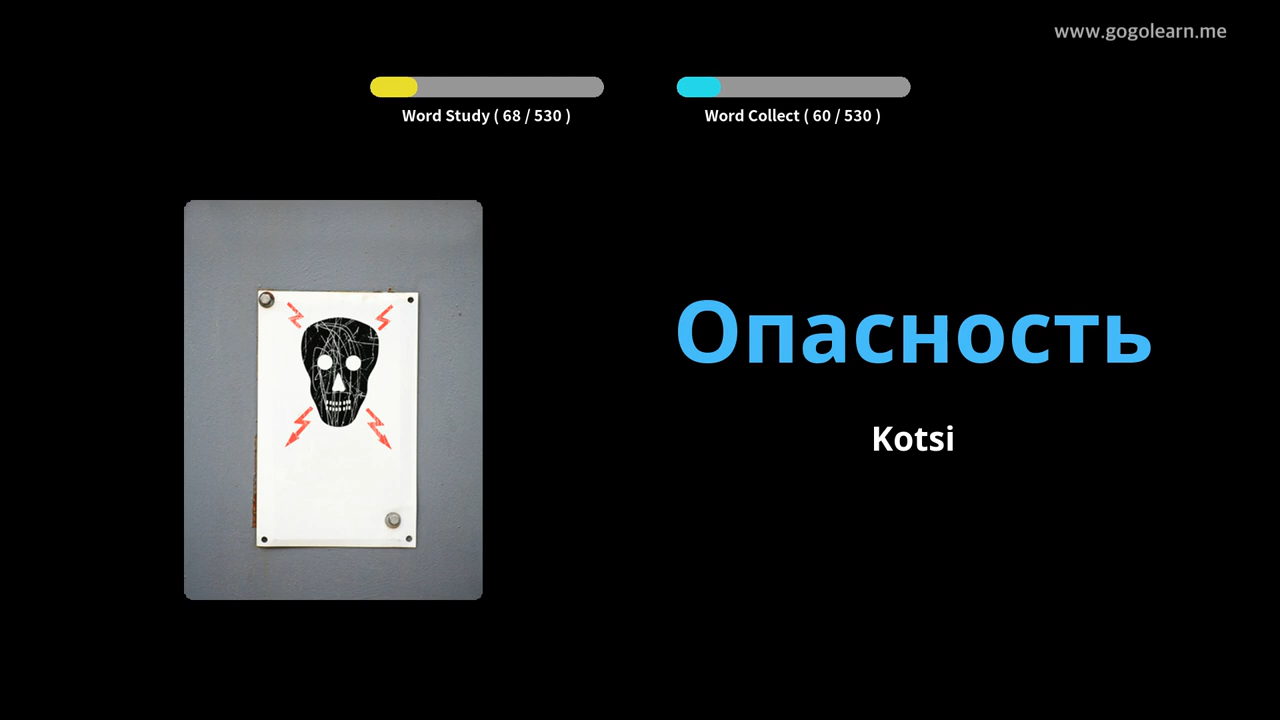 www.gogolearn.me
Word Study ( 68 / 530 )
Word Collect ( 60 / 530 )
Опасность
Kotsi